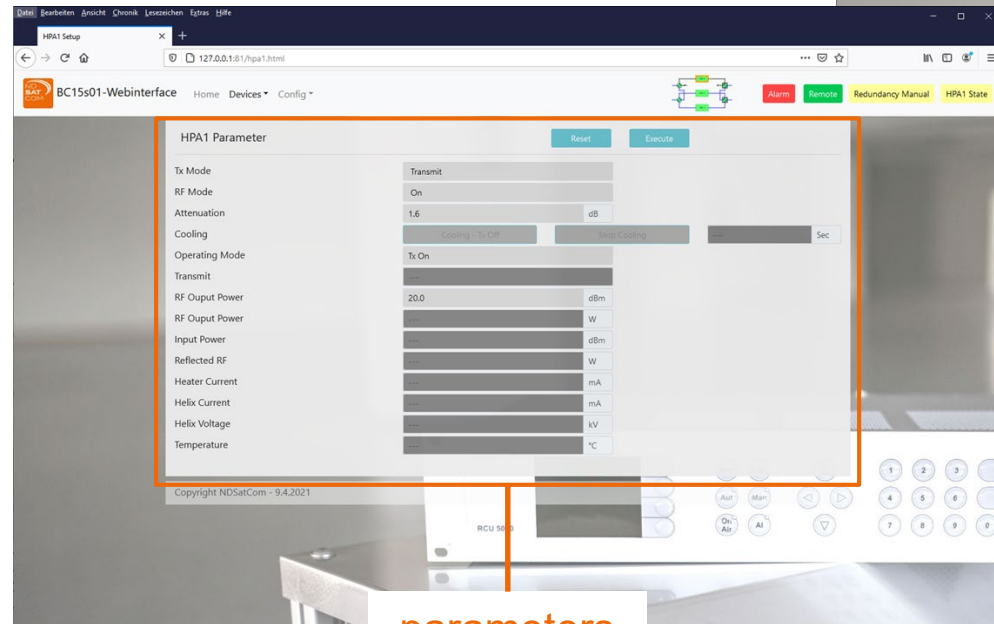 Datei Bearbeiten Ansicht Chronik Lesezeichen Extras Hilfe
HPA1 Setup
127.0.0.1:81/hpa1.html
ND SAT COM BC15s01-Webinterface Home Devices Config Alarm Remote Redundancy Manual HPA1 State
HPA1 Parameter Reset Execute
Tx Mode Transmit
RF Mode On
Attenuation 1.6 dB
Cooling Cooling - Tx Off Stop Cooling --- Sec
Operating Mode Tx On
Transmit ---
RF Ouput Power 20.0 dBm
RF Ouput Power --- W
Input Power --- dBm
Reflected RF --- W
Heater Current --- mA
Helix Current --- mA
Helix Voltage --- kV
Temperature --- °C
1 2 3
Copyright NDSatCom - 9.4.2021
Aut Man 4 5 6
RCU 50
On Air Al 7 8 9 0
parameters